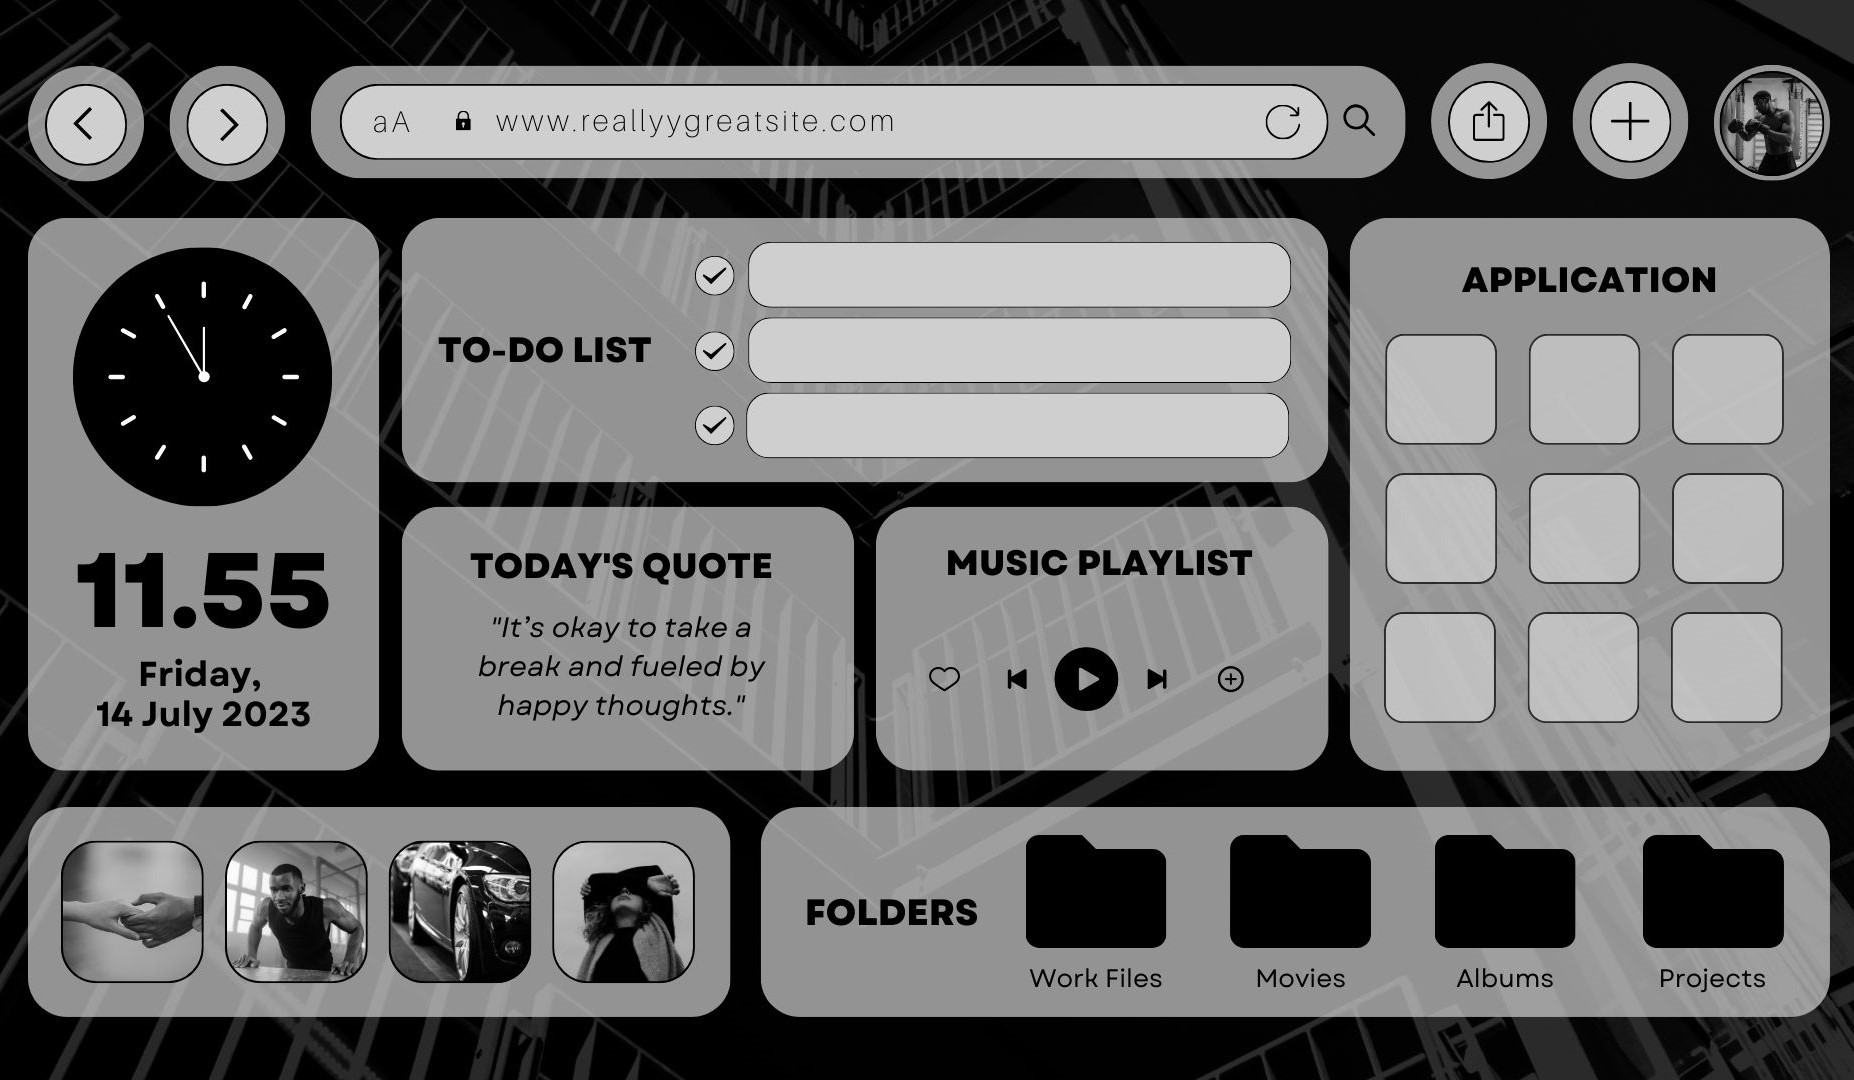 aA www.reallyygreatsite.com
TO-DO LIST
APPLICATION
11.55
Friday,
14 July 2023
TODAY'S QUOTE
"It’s okay to take a
break and fueled by
happy thoughts."
MUSIC PLAYLIST
FOLDERS
Work Files
Movies
Albums
Projects